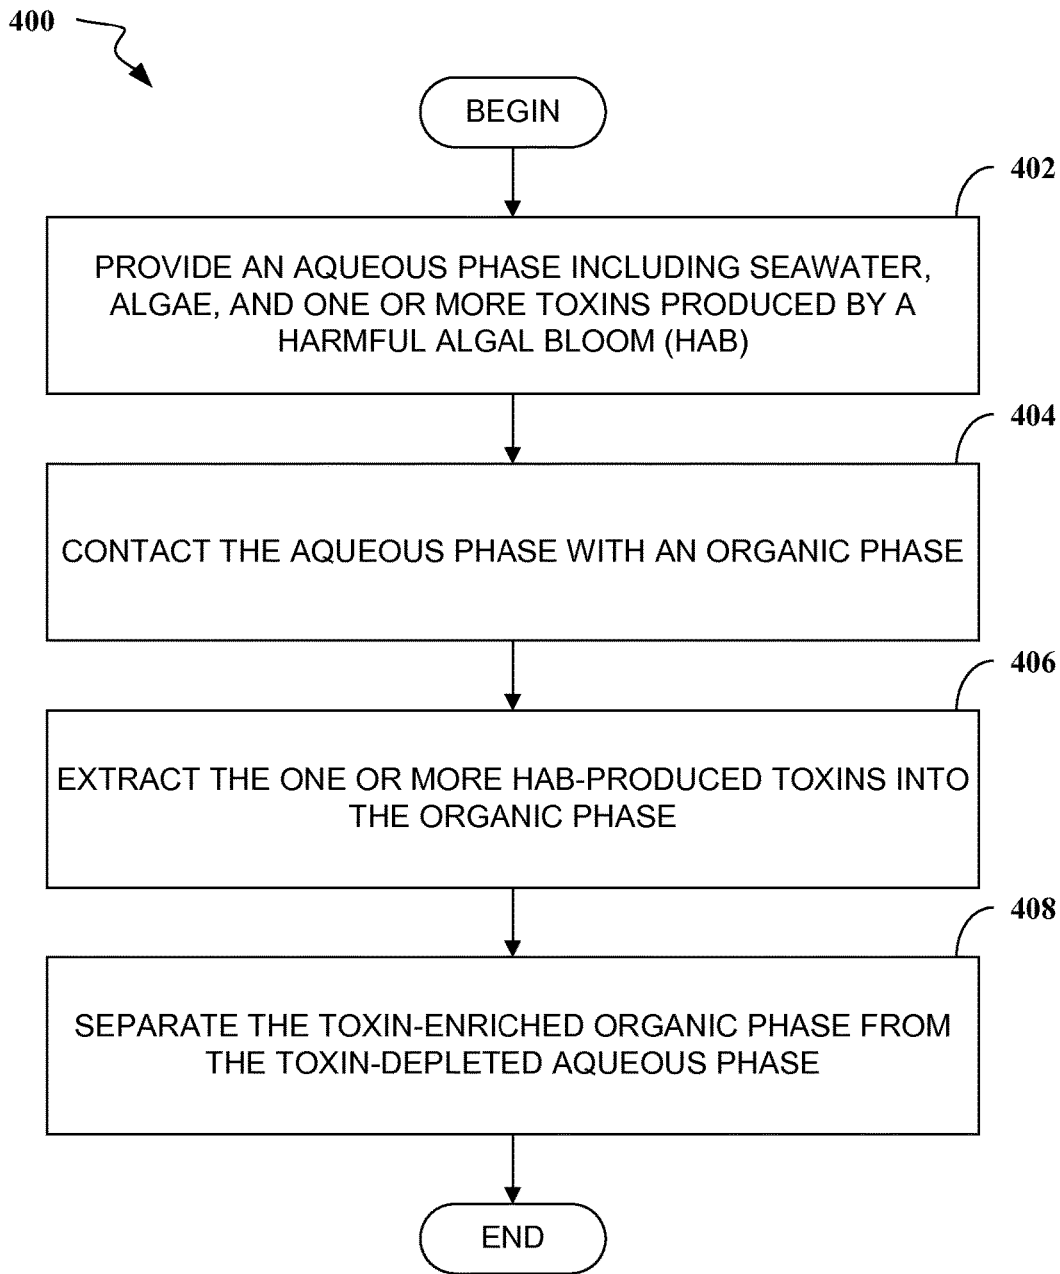 400
BEGIN
402
PROVIDE AN AQUEOUS PHASE INCLUDING SEAWATER,
ALGAE, AND ONE OR MORE TOXINS PRODUCED BY A
HARMFUL ALGAL BLOOM (HAB)
404
CONTACT THE AQUEOUS PHASE WITH AN ORGANIC PHASE
406
EXTRACT THE ONE OR MORE HAB-PRODUCED TOXINS INTO
THE ORGANIC PHASE
408
SEPARATE THE TOXIN-ENRICHED ORGANIC PHASE FROM
THE TOXIN-DEPLETED AQUEOUS PHASE
END